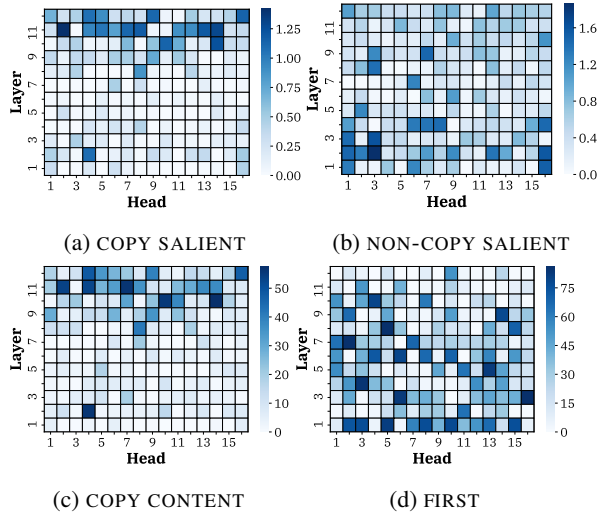 11
9
7
5
3
1
Layer
1 3 5 7 9 11 13 15
Head
1.25
1.00
0.75
0.50
0.25
0.00
(a) COPY SALIENT
11
9
7
5
3
1
Layer
1 3 5 7 9 11 13 15
Head
1.6
1.2
0.8
0.4
0.0
(b) NON-COPY SALIENT
11
9
7
5
3
1
Layer
1 3 5 7 9 11 13 15
Head
50
40
30
20
10
0
(c) COPY CONTENT
11
9
7
5
3
1
Layer
1 3 5 7 9 11 13 15
Head
75
60
45
30
15
0
(d) FIRST